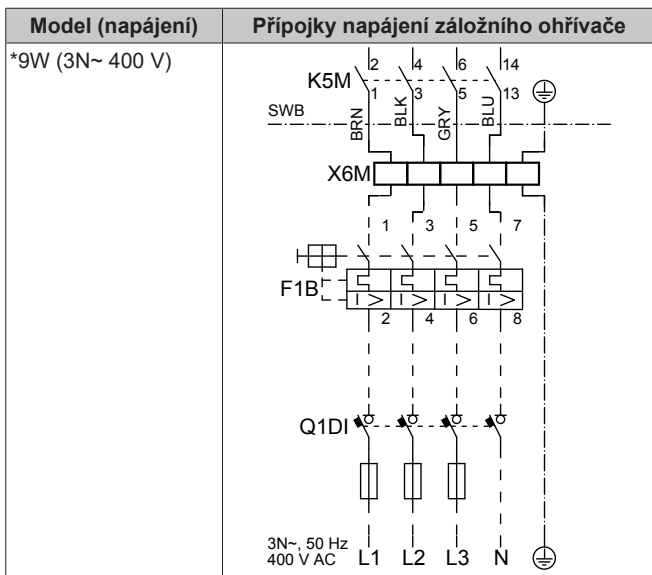 Model (napájení) Přípojky napájení záložního ohřívače
*9W (3N~ 400 V)
2 4 6 14
K5M
1 3 5 13
SWB
BRN BLK GRY BLU
X6M
1 3 5 7
F1B
I > I > I > I >
2 4 6 8
Q1DI
3N~, 50 Hz
400 V AC L1 L2 L3 N